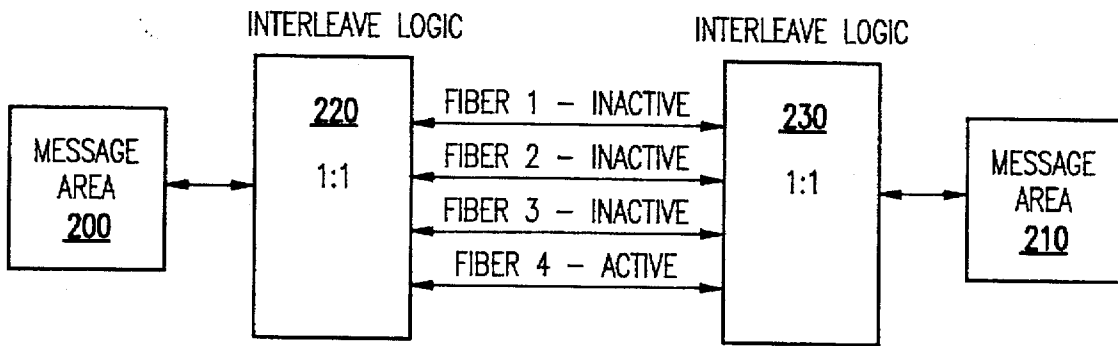 INTERLEAVE LOGIC
INTERLEAVE LOGIC
MESSAGE
AREA
200
220
1:1
FIBER 1 – INACTIVE
FIBER 2 – INACTIVE
FIBER 3 – INACTIVE
FIBER 4 – ACTIVE
230
1:1
MESSAGE
AREA
210